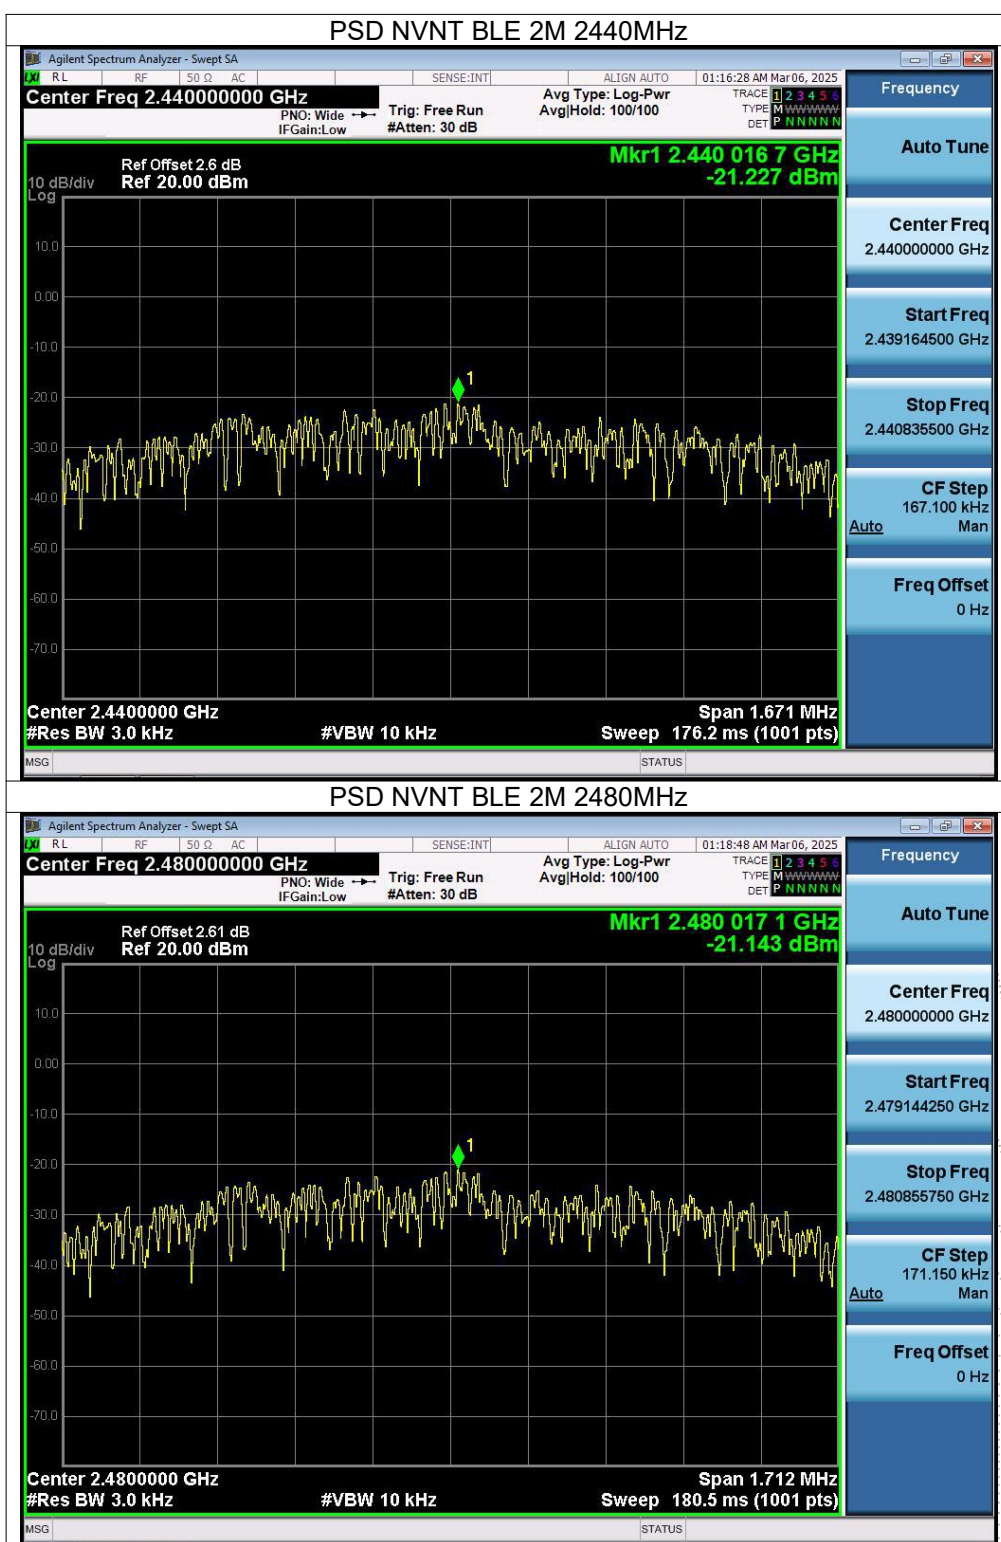 PSD NVNT BLE 2M 2440MHz
Agilent Spectrum Analyzer - Swept SA
LXI RL RF 50 Ω AC SENSE:INT ALIGN AUTO 01:16:28 AM Mar 06, 2025
Center Freq 2.440000000 GHz
PNO: Wide
IFGain:Low
Trig: Free Run
#Atten: 30 dB
Avg Type: Log-Pwr
Avg|Hold: 100/100
TRACE 1 2 3 4 5 6
TYPE M WWWWW
DET P N N N N N
Frequency
Auto Tune
Center Freq
2.440000000 GHz
Start Freq
2.439164500 GHz
Stop Freq
2.440835500 GHz
CF Step
167.100 kHz
Auto Man
Freq Offset
0 Hz
Mkr1 2.440 016 7 GHz
-21.227 dBm
Ref Offset 2.6 dB
10 dB/div Ref 20.00 dBm
Log
10.0
0.00
-10.0
1
-20.0
-30.0
-40.0
-50.0
-60.0
-70.0
Center 2.4400000 GHz Span 1.671 MHz
#Res BW 3.0 kHz #VBW 10 kHz Sweep 176.2 ms (1001 pts)
MSG STATUS
PSD NVNT BLE 2M 2480MHz
Agilent Spectrum Analyzer - Swept SA
LXI RL RF 50 Ω AC SENSE:INT ALIGN AUTO 01:18:48 AM Mar 06, 2025
Center Freq 2.480000000 GHz
PNO: Wide
IFGain:Low
Trig: Free Run
#Atten: 30 dB
Avg Type: Log-Pwr
Avg|Hold: 100/100
TRACE 1 2 3 4 5 6
TYPE M WWWWW
DET P N N N N N
Frequency
Auto Tune
Center Freq
2.480000000 GHz
Start Freq
2.479144250 GHz
Stop Freq
2.480855750 GHz
CF Step
171.150 kHz
Auto Man
Freq Offset
0 Hz
Mkr1 2.480 017 1 GHz
-21.143 dBm
Ref Offset 2.61 dB
10 dB/div Ref 20.00 dBm
Log
10.0
0.00
-10.0
1
-20.0
-30.0
-40.0
-50.0
-60.0
-70.0
Center 2.4800000 GHz Span 1.712 MHz
#Res BW 3.0 kHz #VBW 10 kHz Sweep 180.5 ms (1001 pts)
MSG STATUS